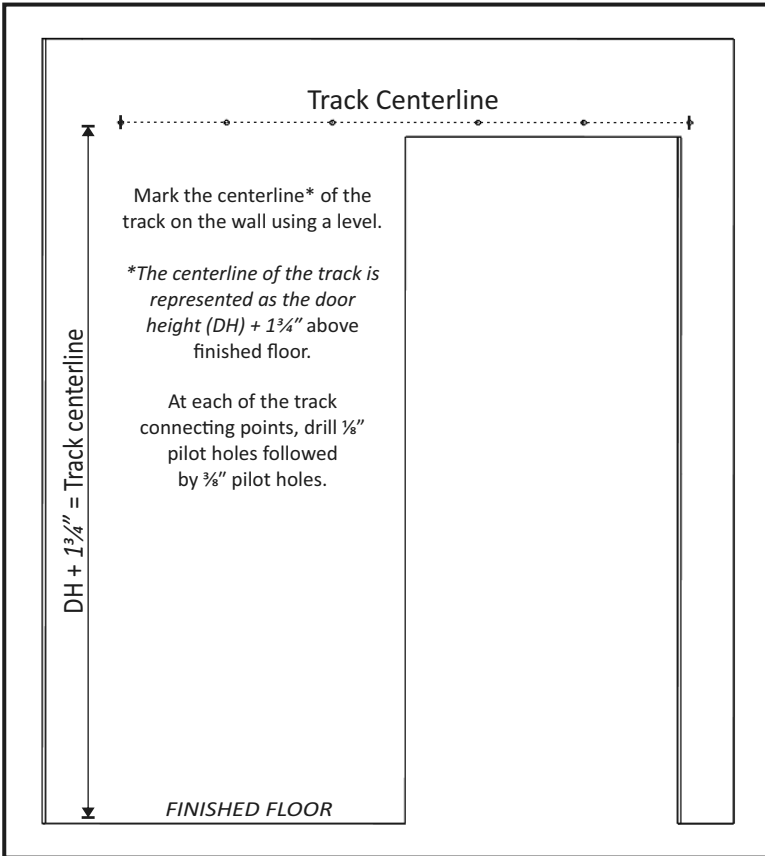 Track Centerline
Mark the centerline* of the
track on the wall using a level.
*The centerline of the track is
represented as the door
height (DH) + 1¾″ above
finished floor.
At each of the track
connecting points, drill ⅛″
pilot holes followed
by ⅜″ pilot holes.
DH + 1¾″ = Track centerline
FINISHED FLOOR